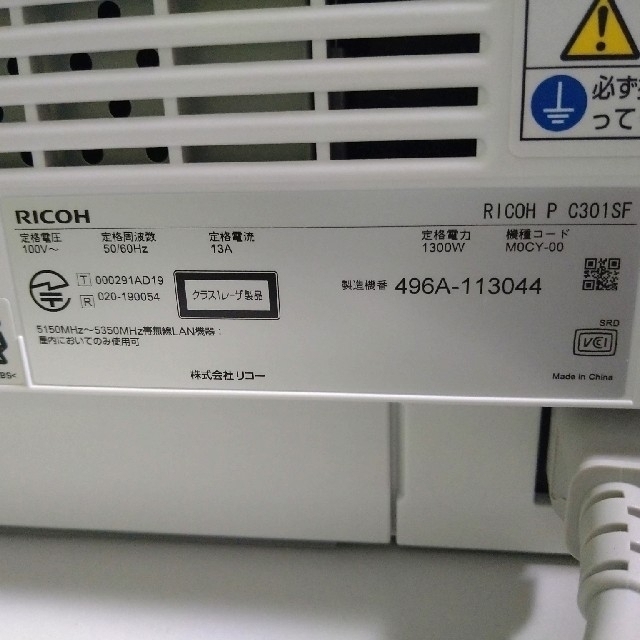 必ず
って
RICOH
RICOH P C301SF
定格電圧 定格周波数 定格電流 定格電力 機種コード
100V〜 50/60Hz 13A 1300W M0CY-00
T 000291AD19
R 020-190054
クラス1レーザ製品
製造機番 496A-113044
5150MHz〜5350MHz帯無線LAN機器：
屋内においてのみ使用可
SRD
VCI
株式会社リコー
Made in China